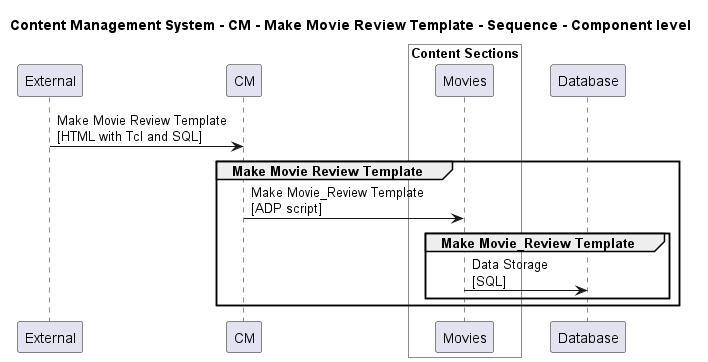 Content Management System - CM - Make Movie Review Template - Sequence - Component level
Content Sections
External
CM
Movies
Database
Make Movie Review Template
[HTML with Tcl and SQL]
Make Movie Review Template
Make Movie_Review Template
[ADP script]
Make Movie_Review Template
Data Storage
[SQL]
External
CM
Movies
Database